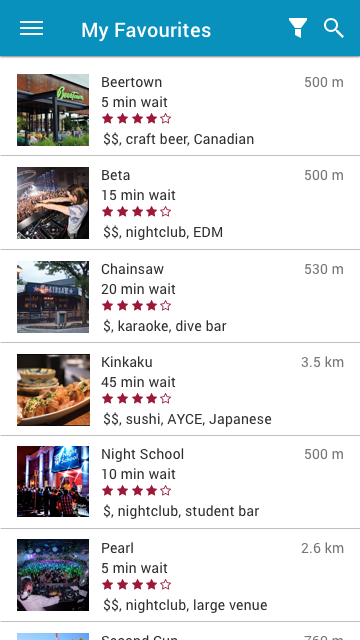 My Favourites
Beertown
500 m
5 min wait
$$, craft beer, Canadian
Beta
500 m
15 min wait
$$, nightclub, EDM
Chainsaw
530 m
20 min wait
$, karaoke, dive bar
Kinkaku
3.5 km
45 min wait
$$, sushi, AYCE, Japanese
Night School
500 m
10 min wait
$, nightclub, student bar
Pearl
2.6 km
5 min wait
$$, nightclub, large venue
Second Cup
760 m